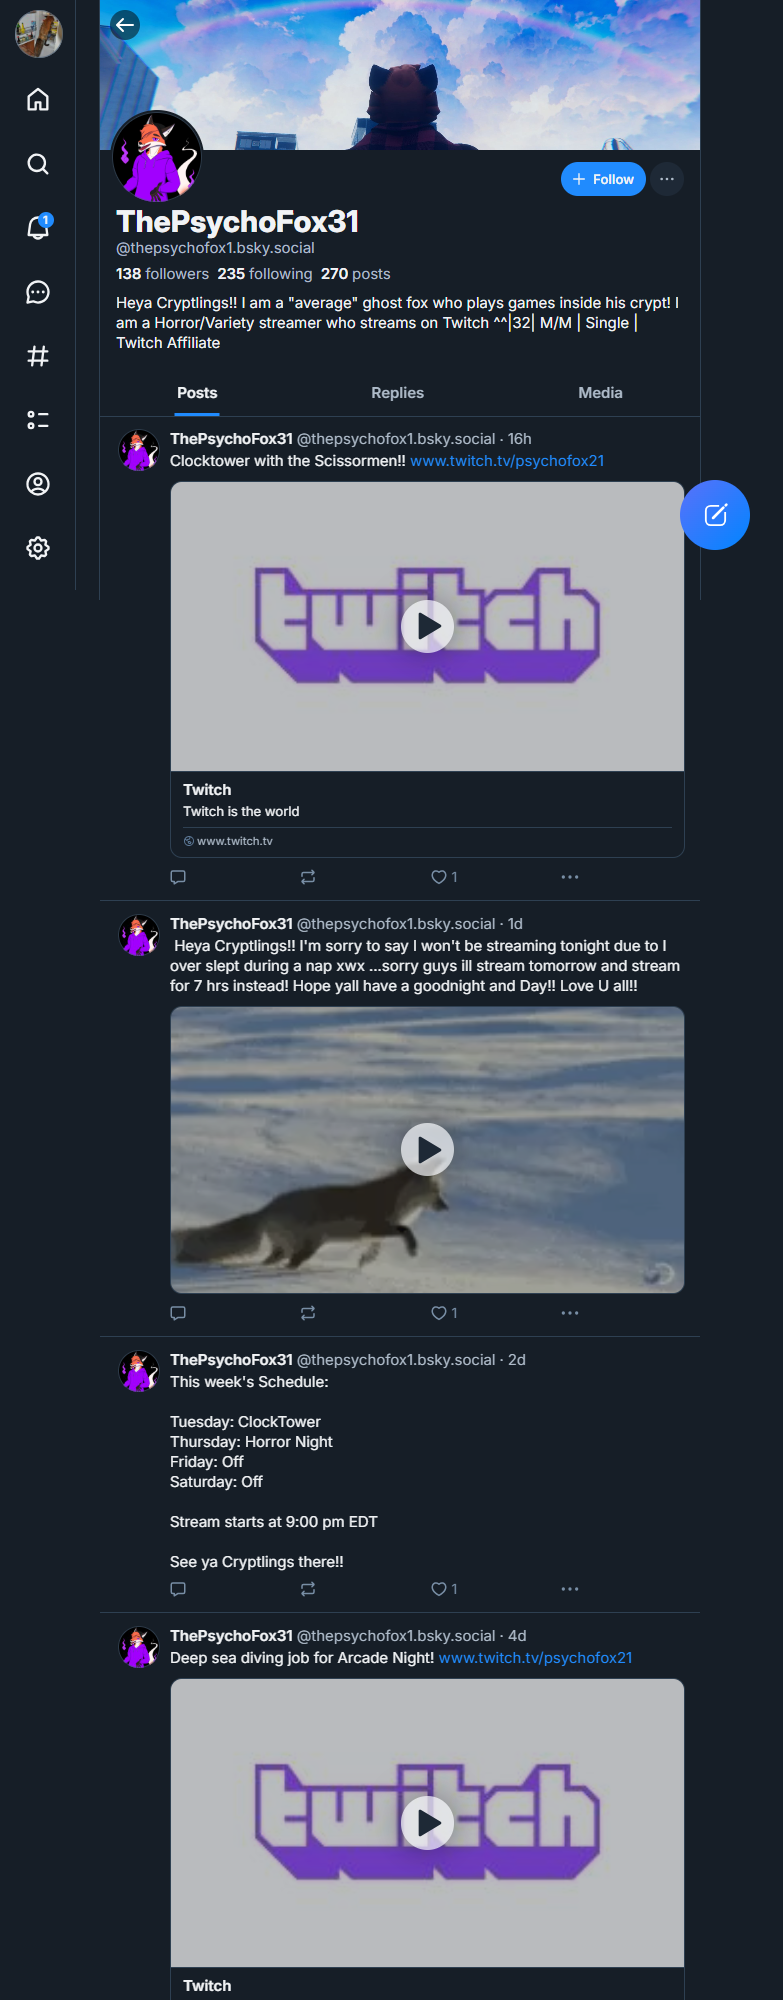 1
+ Follow
ThePsychoFox31
@thepsychofox1.bsky.social
138 followers 235 following 270 posts
Heya Cryptlings!! I am a "average" ghost fox who plays games inside his crypt! I
am a Horror/Variety streamer who streams on Twitch ^^|32| M/M | Single |
Twitch Affiliate
Posts Replies Media
ThePsychoFox31 @thepsychofox1.bsky.social · 16h
Clocktower with the Scissormen!! www.twitch.tv/psychofox21
twitch
Twitch
Twitch is the world
www.twitch.tv
1
ThePsychoFox31 @thepsychofox1.bsky.social · 1d
Heya Cryptlings!! I'm sorry to say I won't be streaming tonight due to I
over slept during a nap xwx ...sorry guys ill stream tomorrow and stream
for 7 hrs instead! Hope yall have a goodnight and Day!! Love U all!!
1
ThePsychoFox31 @thepsychofox1.bsky.social · 2d
This week's Schedule:
Tuesday: ClockTower
Thursday: Horror Night
Friday: Off
Saturday: Off
Stream starts at 9:00 pm EDT
See ya Cryptlings there!!
1
ThePsychoFox31 @thepsychofox1.bsky.social · 4d
Deep sea diving job for Arcade Night! www.twitch.tv/psychofox21
twitch
Twitch